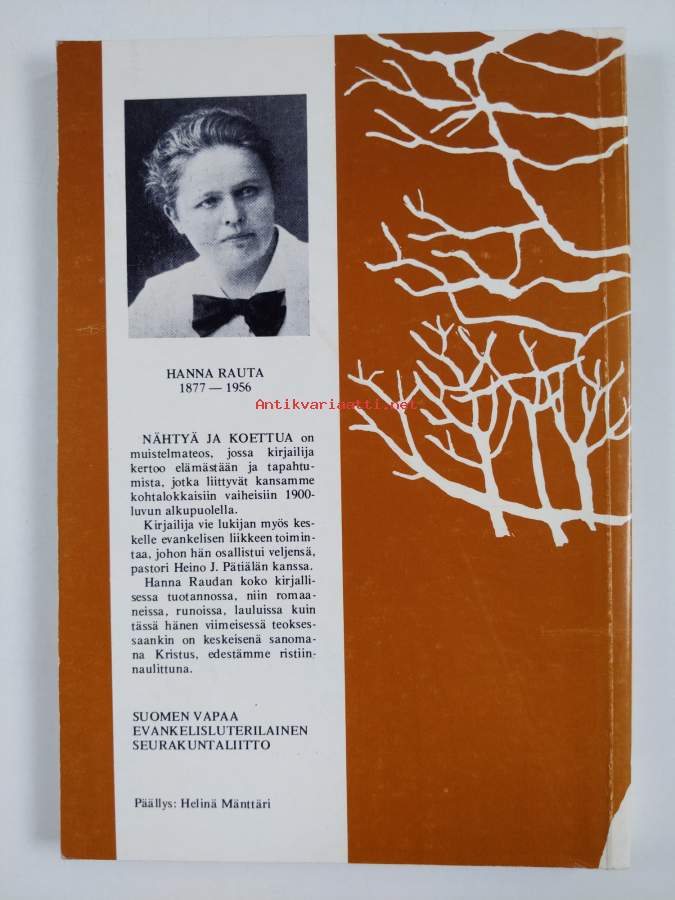 HANNA RAUTA
1877 — 1956
Antikvariaatti.net
NÄHTYÄ JA KOETTUA on
muistelmateos, jossa kirjailija
kertoo elämästään ja tapahtu-
mista, jotka liittyvät kansamme
kohtalokkaisiin vaiheisiin 1900-
luvun alkupuolella.
Kirjailija vie lukijan myös kes-
kelle evankelisen liikkeen toimin-
taa, johon hän osallistui veljensä,
pastori Heino J. Pätiälän kanssa.
Hanna Raudan koko kirjalli-
sessa tuotannossa, niin romaa-
neissa, runoissa, lauluissa kuin
tässä hänen viimeisessä teokses-
saankin on keskeisenä sanoma-
na Kristus, edestämme ristiin-
naulittuna.
SUOMEN VAPAA
EVANKELISLUTERILAINEN
SEURAKUNTALIITTO
Päällys: Helinä Mänttäri